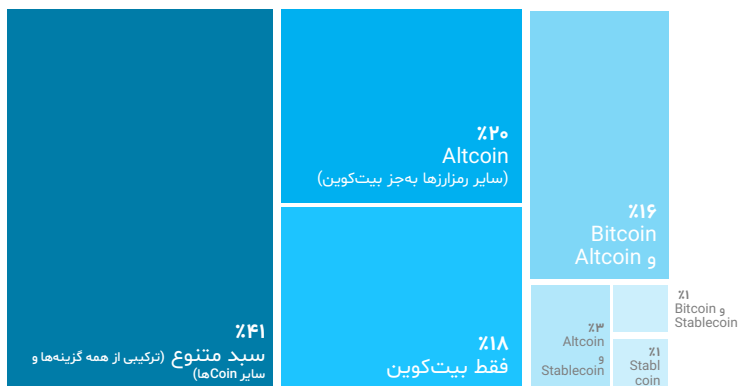 ٪۴۱
سبد متنوع (ترکیبی از همه گزینه‌ها و
سایر Coinها)
٪۲۰
Altcoin
(سایر رمزارزها به‌جز بیت‌کوین)
٪۱۸
فقط بیت‌کوین
٪۱۶
Bitcoin
و Altcoin
٪۳
Altcoin
و
Stablecoin
٪۱
Bitcoin و
Stablecoin
٪۱
Stabl
coin